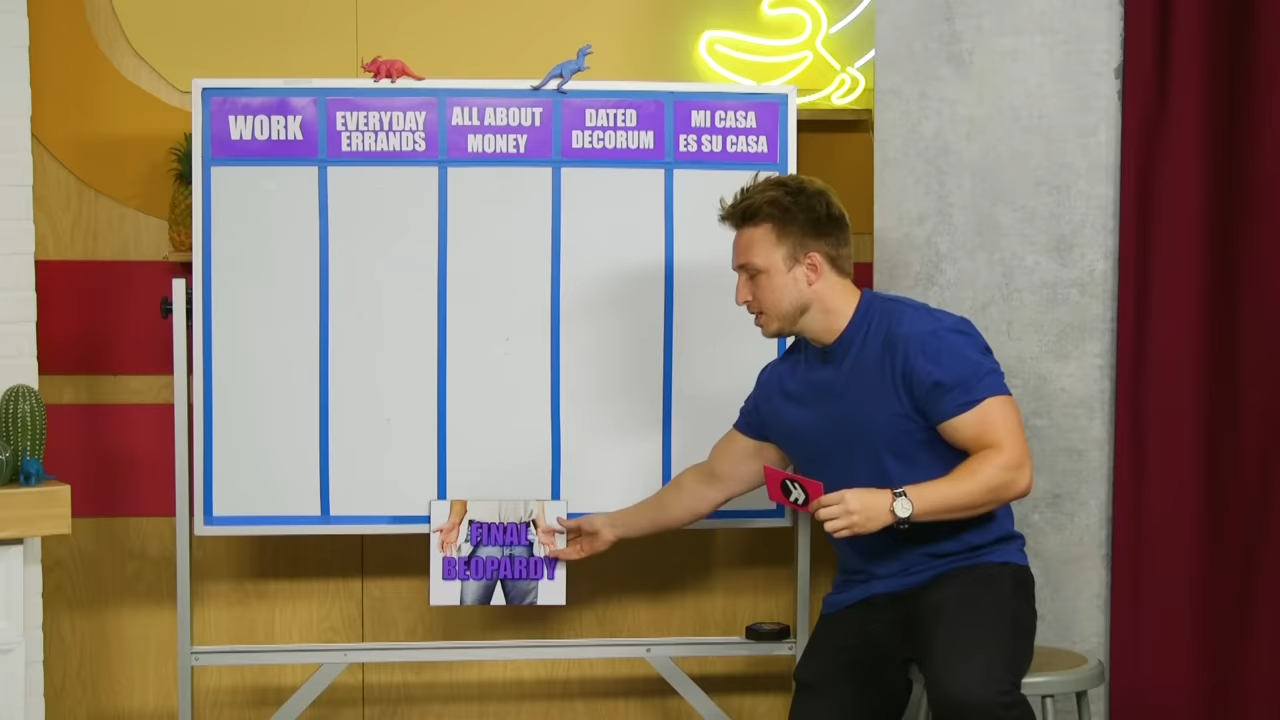 WORK
EVERYDAY
ERRANDS
ALL ABOUT
MONEY
DATED
DECORUM
MI CASA
ES SU CASA
FINAL
BEOPARDY